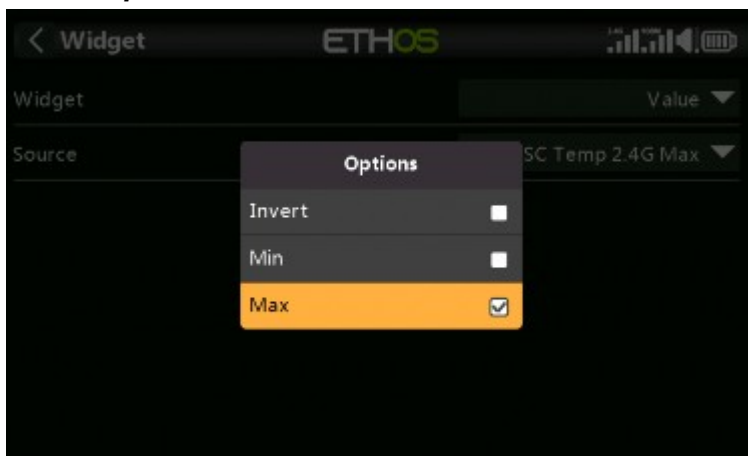 Widget
ETHOS
Widget
Value
Source
SC Temp 2.4G Max
Options
Invert
Min
Max